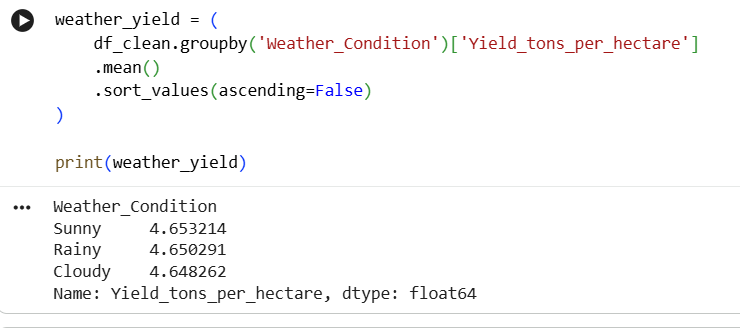 weather_yield = (
    df_clean.groupby('Weather_Condition')['Yield_tons_per_hectare']
    .mean()
    .sort_values(ascending=False)
)
print(weather_yield)
Weather_Condition
Sunny     4.653214
Rainy     4.650291
Cloudy    4.648262
Name: Yield_tons_per_hectare, dtype: float64